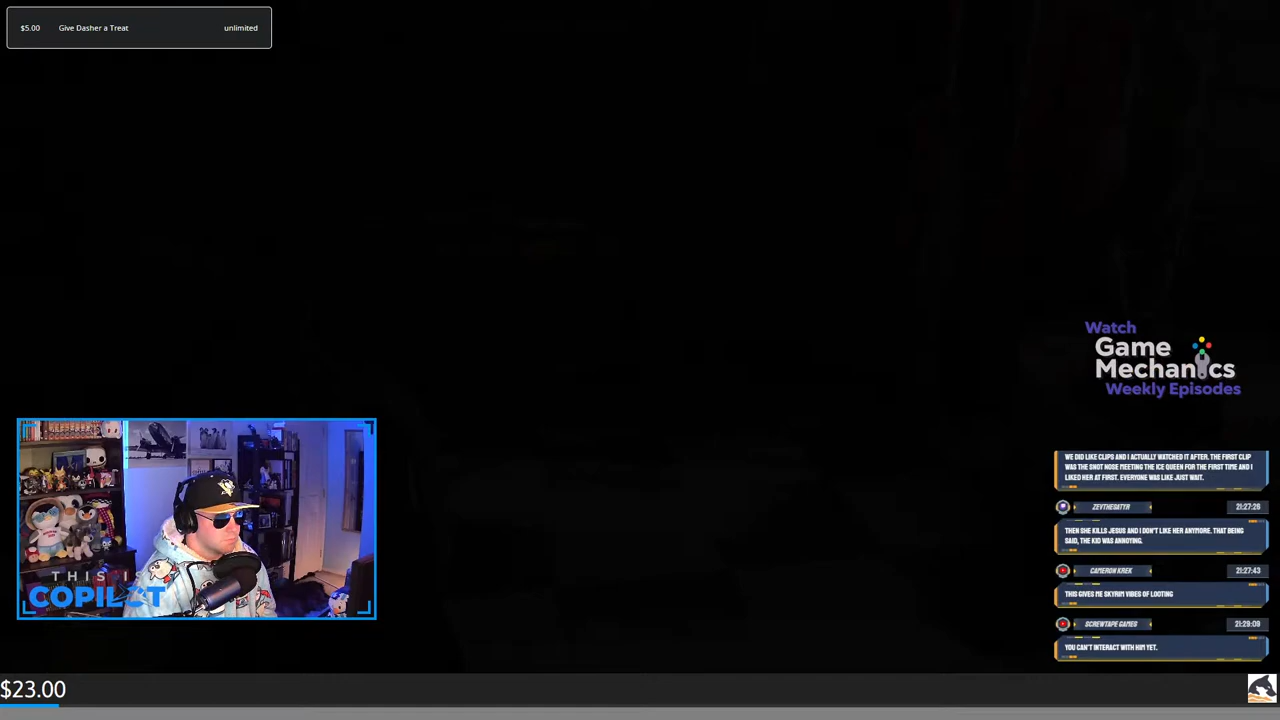 $5.00 Give Dasher a Treat unlimited
Watch
Game
Mechanics
Weekly Episodes
WE DID LIKE CLIPS AND I ACTUALLY WATCHED IT AFTER. THE FIRST CLIP
WAS THE SNOT NOSE MEETING THE ICE QUEEN FOR THE FIRST TIME AND I
LIKED HER AT FIRST. EVERYONE WAS LIKE JUST WAIT.
ZEVTHEGATYR 21:27:26
THEN SHE KILLS JESUS AND I DON'T LIKE HER ANYMORE. THAT BEING
SAID, THE KID WAS ANNOYING.
CAMERON KREK 21:27:43
THIS GIVES ME SKYRIM VIBES OF LOOTING
SCREWTAPE GAMES 21:29:09
YOU CAN'T INTERACT WITH HIM YET.
THIS I
COPILOT
$23.00